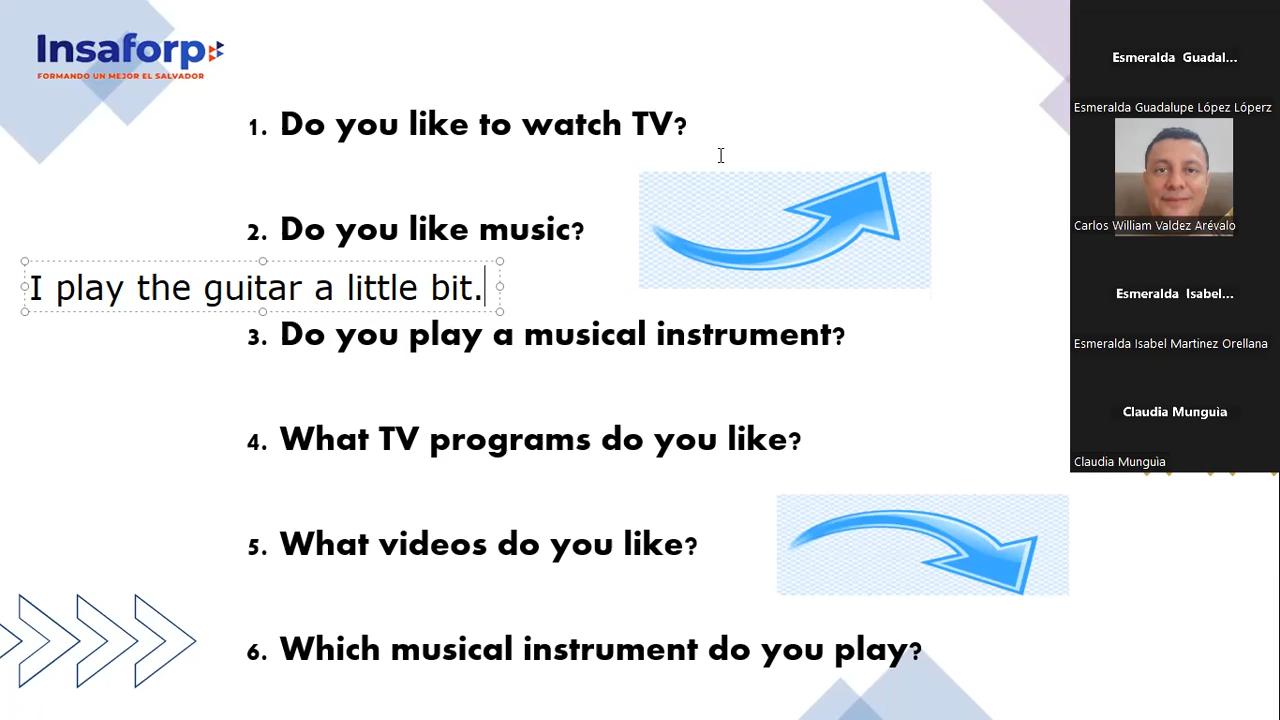 Insaforp
FORMANDO UN MEJOR EL SALVADOR
1. Do you like to watch TV?
2. Do you like music?
I play the guitar a little bit.
3. Do you play a musical instrument?
4. What TV programs do you like?
5. What videos do you like?
6. Which musical instrument do you play?
Esmeralda Guadal...
Esmeralda Guadalupe López Lóperz
Carlos William Valdez Arévalo
Esmeralda Isabel...
Esmeralda Isabel Martinez Orellana
Claudia Munguìa
Claudia Munguìa